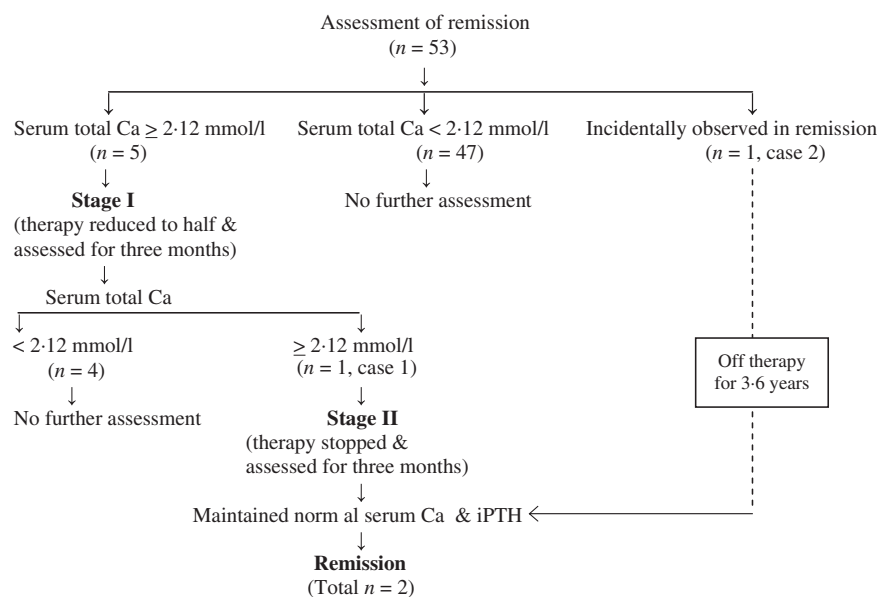 Assessment of remission
(n = 53)
Serum total Ca ≥ 2·12 mmol/l
(n = 5)
Serum total Ca < 2·12 mmol/l
(n = 47)
Incidentally observed in remission
(n = 1, case 2)
Stage I
(therapy reduced to half &
assessed for three months)
No further assessment
Serum total Ca
< 2·12 mmol/l
(n = 4)
≥ 2·12 mmol/l
(n = 1, case 1)
Off therapy
for 3·6 years
No further assessment
Stage II
(therapy stopped &
assessed for three months)
Maintained norm al serum Ca & iPTH
Remission
(Total n = 2)